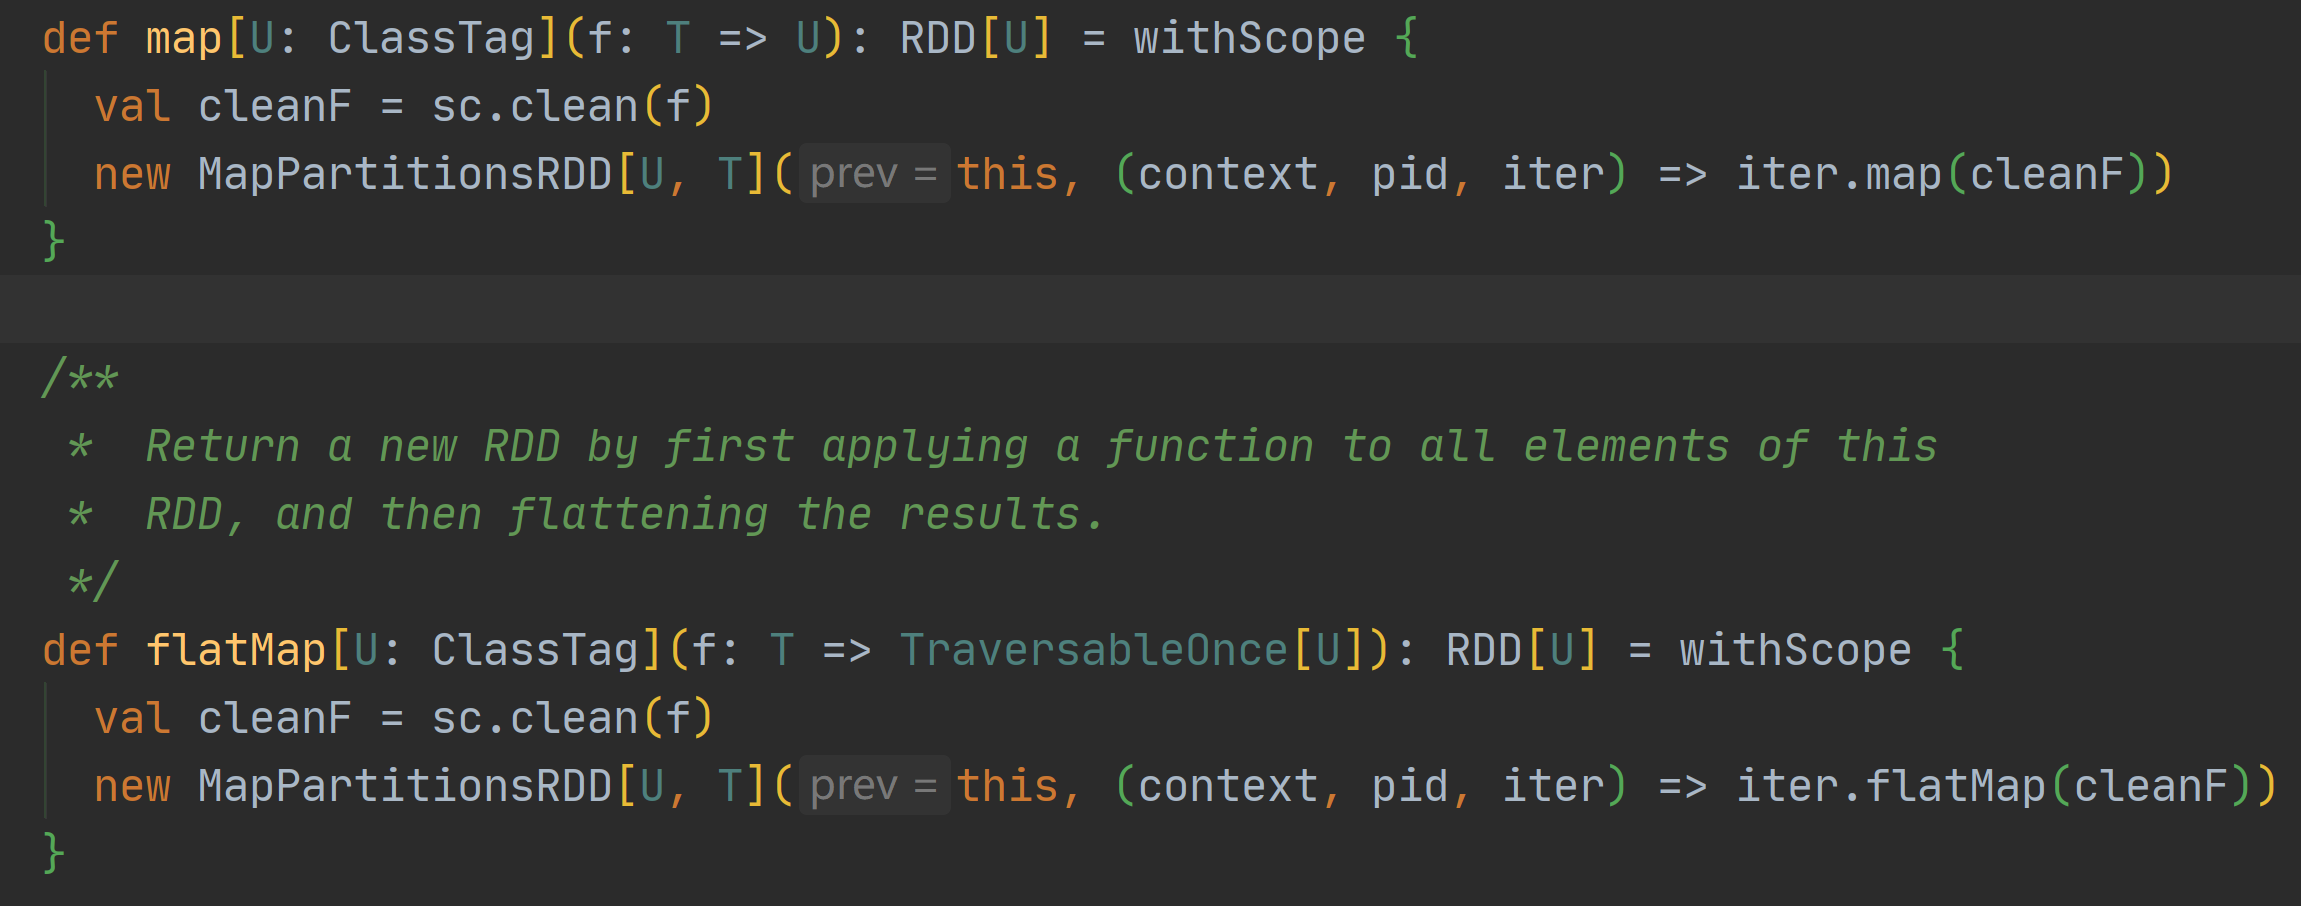 def map[U: ClassTag](f: T => U): RDD[U] = withScope {
val cleanF = sc.clean(f)
new MapPartitionsRDD[U, T]( prev = this, (context, pid, iter) => iter.map(cleanF))
}
/**
* Return a new RDD by first applying a function to all elements of this
* RDD, and then flattening the results.
*/
def flatMap[U: ClassTag](f: T => TraversableOnce[U]): RDD[U] = withScope {
val cleanF = sc.clean(f)
new MapPartitionsRDD[U, T]( prev = this, (context, pid, iter) => iter.flatMap(cleanF))
}